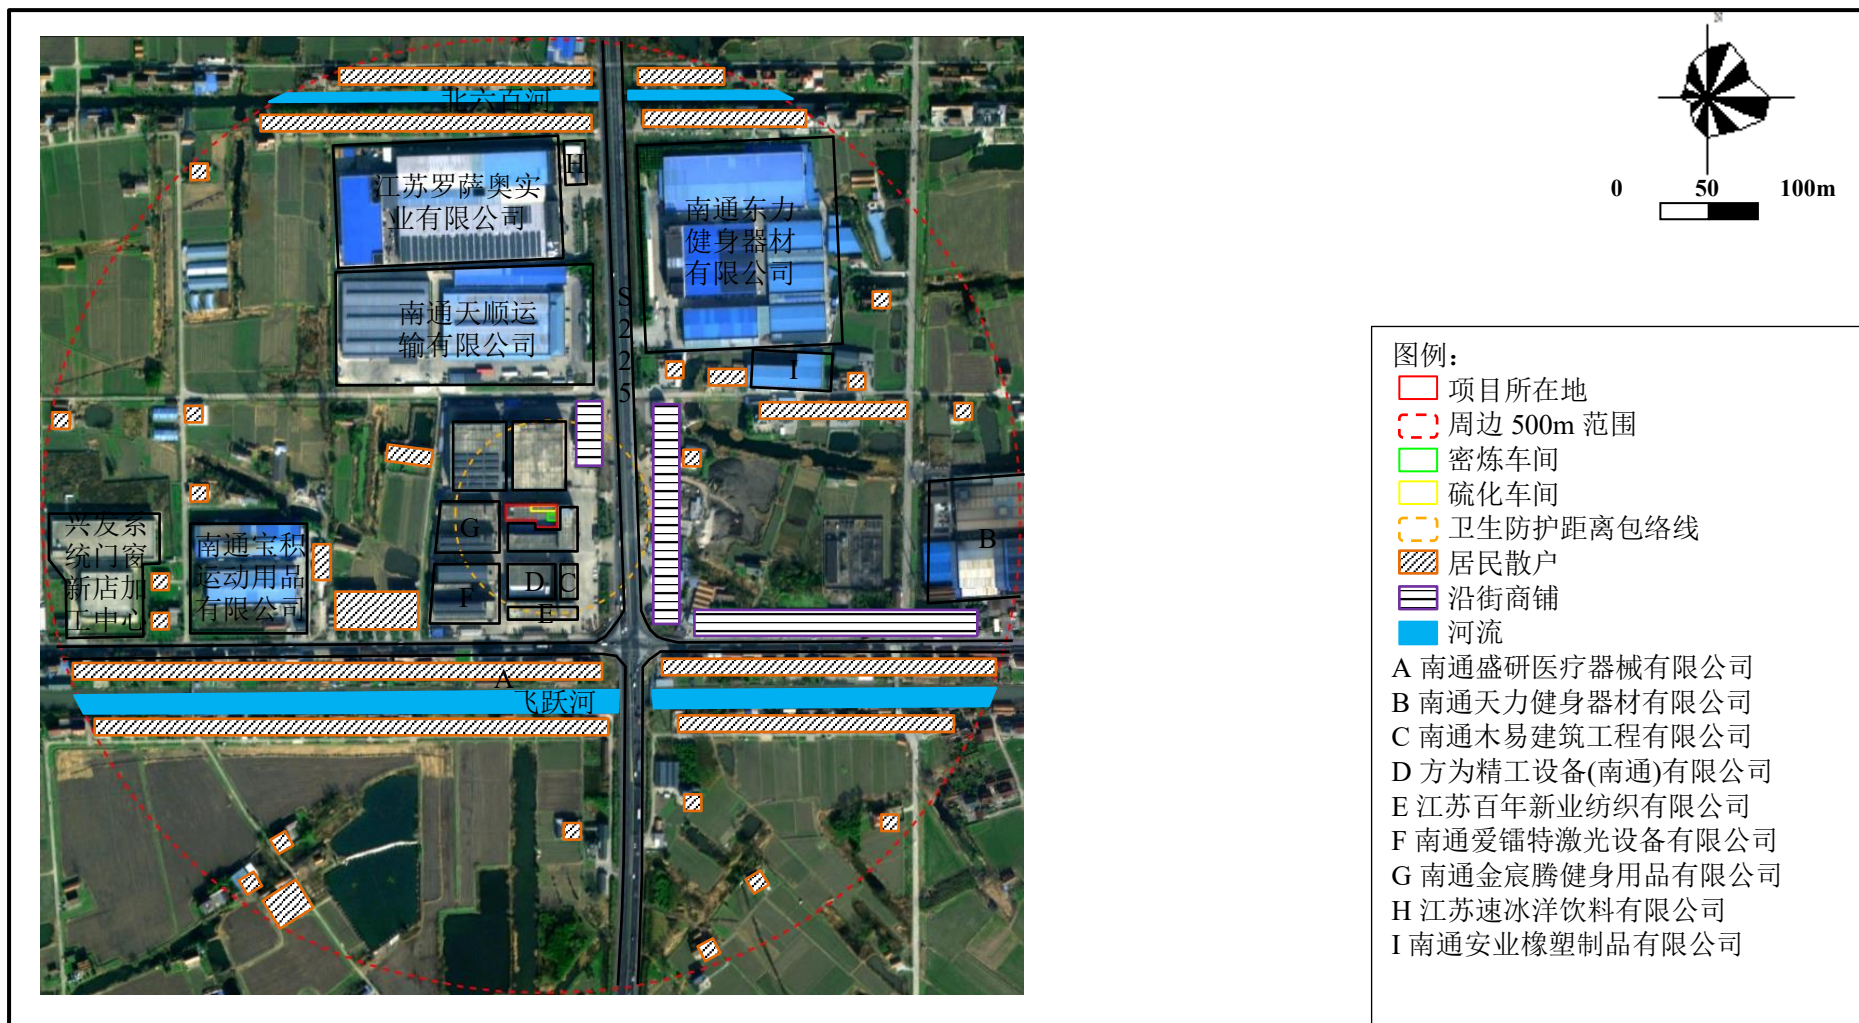 N
0 50 100m
北六百河
H
江苏罗萨奥实
业有限公司
南通东力
健身器材
有限公司
S
2
2
5
南通天顺运
输有限公司
I
兴发系
统门窗
新店加
工中心
南通宝积
运动用品
有限公司
G
F
D
C
E
B
A
飞跃河
图例：
项目所在地
周边 500m 范围
密炼车间
硫化车间
卫生防护距离包络线
居民散户
沿街商铺
河流
A 南通盛研医疗器械有限公司
B 南通天力健身器材有限公司
C 南通木易建筑工程有限公司
D 方为精工设备(南通)有限公司
E 江苏百年新业纺织有限公司
F 南通爱镭特激光设备有限公司
G 南通金宸腾健身用品有限公司
H 江苏速冰洋饮料有限公司
I 南通安业橡塑制品有限公司